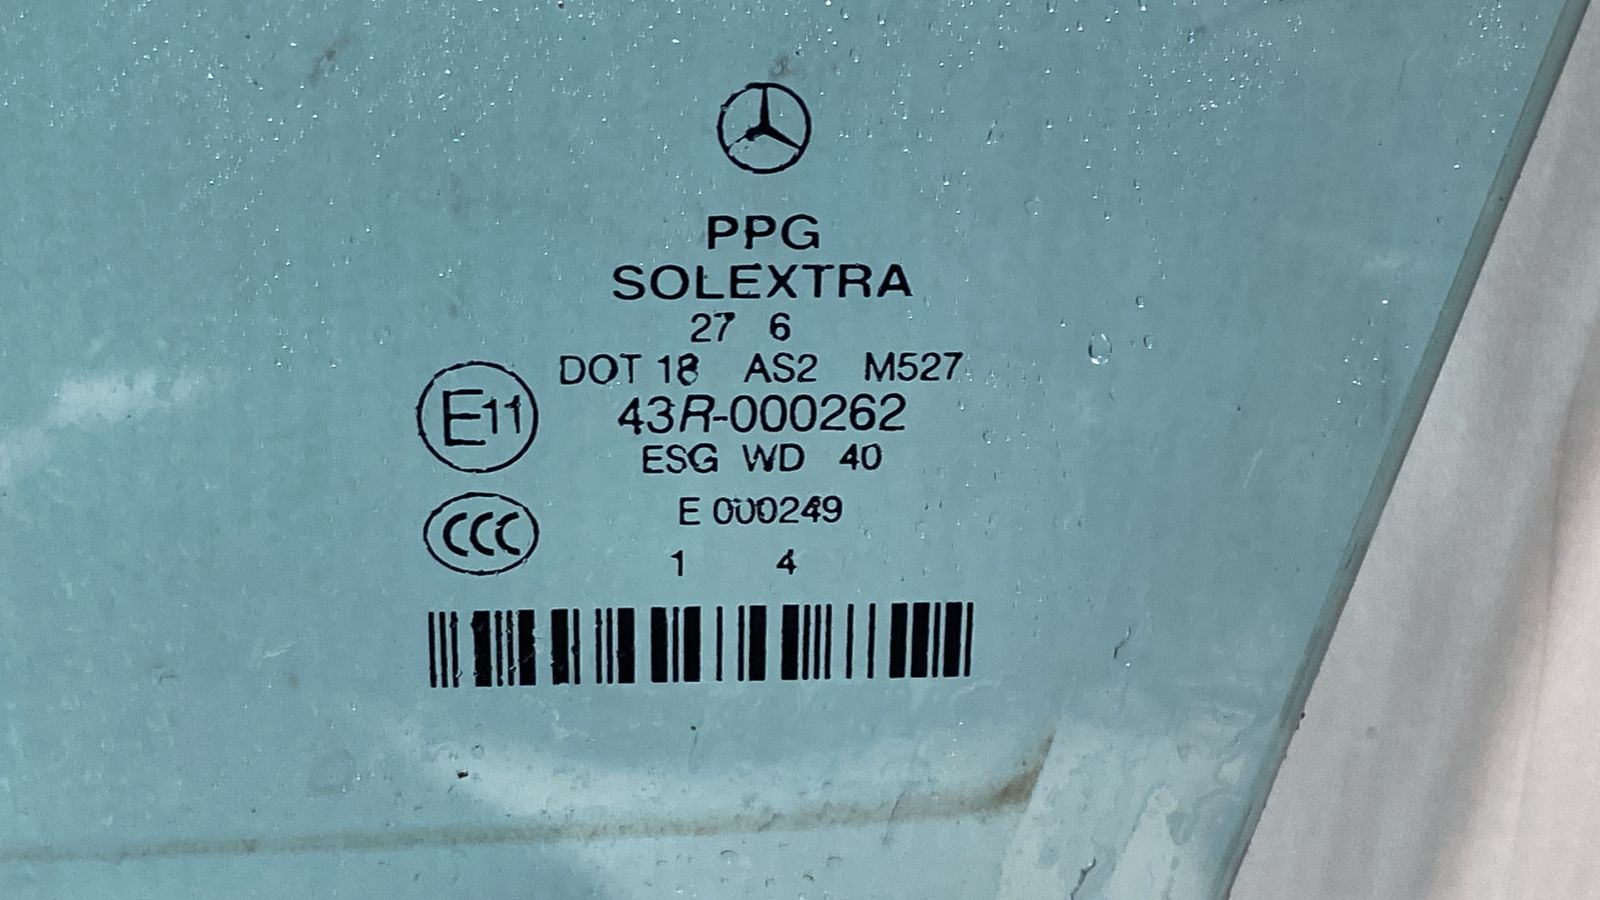 PPG
SOLEXTRA
27 6
DOT 18 AS2 M527
E11
43R-000262
ESG WD 40
CCC
E 000249
1 4